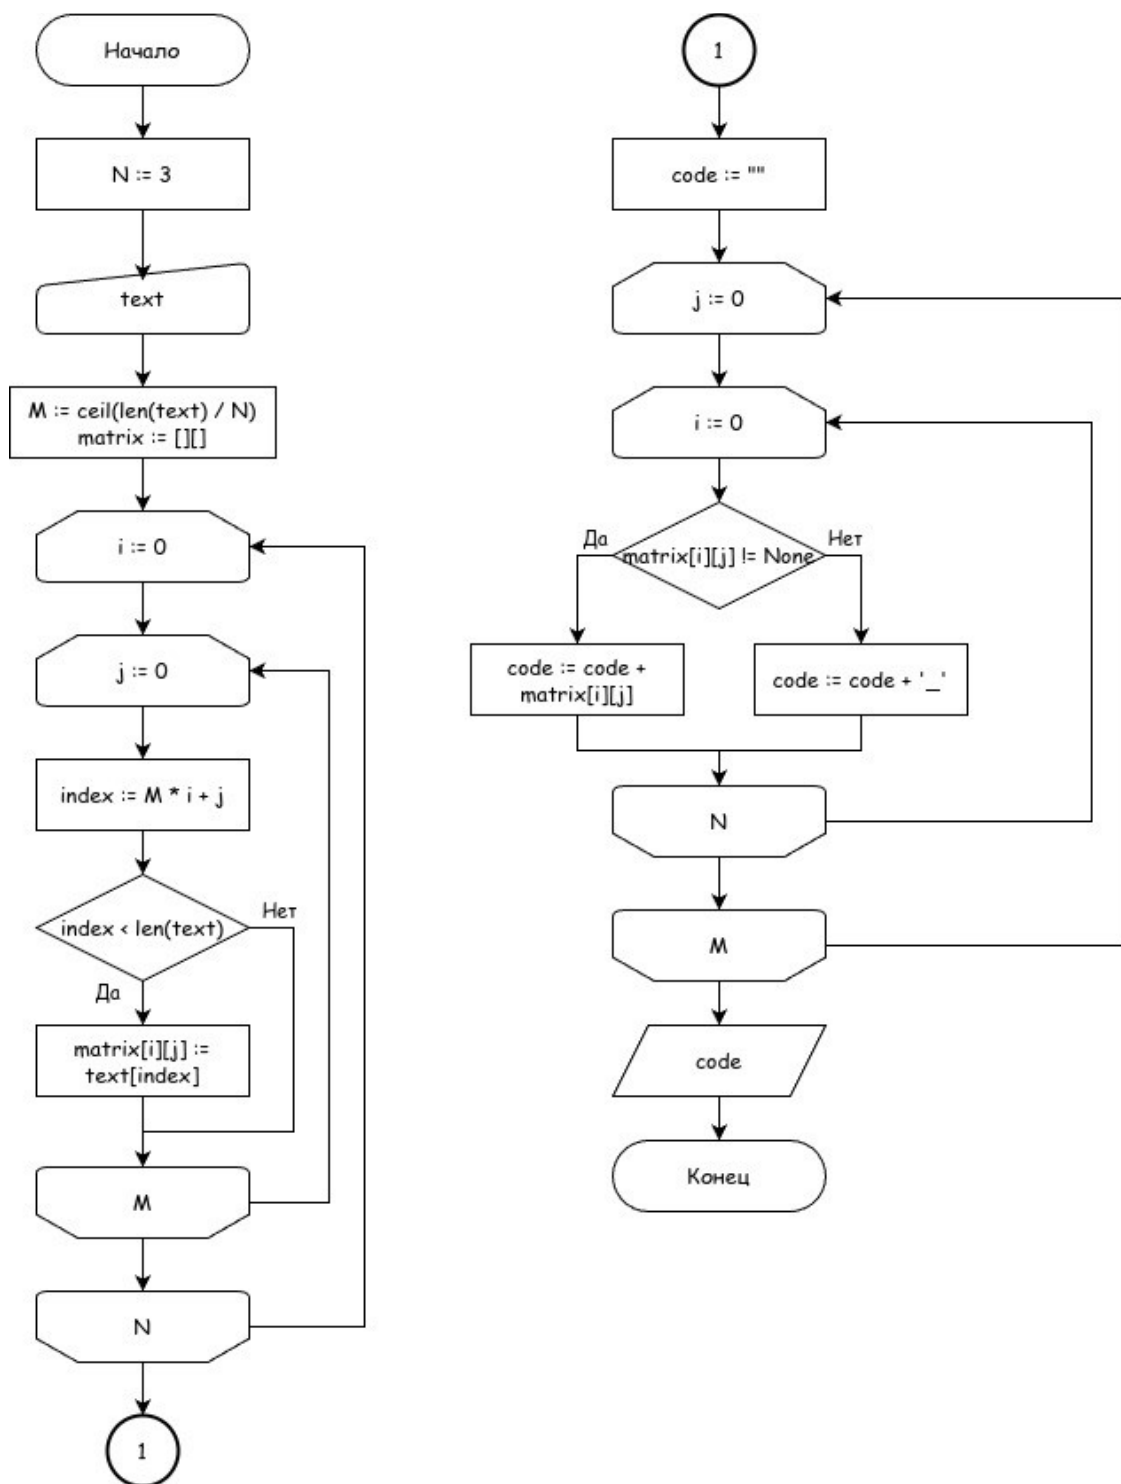 Начало
N := 3
text
M := ceil(len(text) / N)
matrix := [][]
i := 0
j := 0
index := M * i + j
index < len(text)
Нет
Да
matrix[i][j] :=
text[index]
M
N
1
1
code := ""
j := 0
i := 0
matrix[i][j] != None
Да
Нет
code := code +
matrix[i][j]
code := code + '_'
N
M
code
Конец